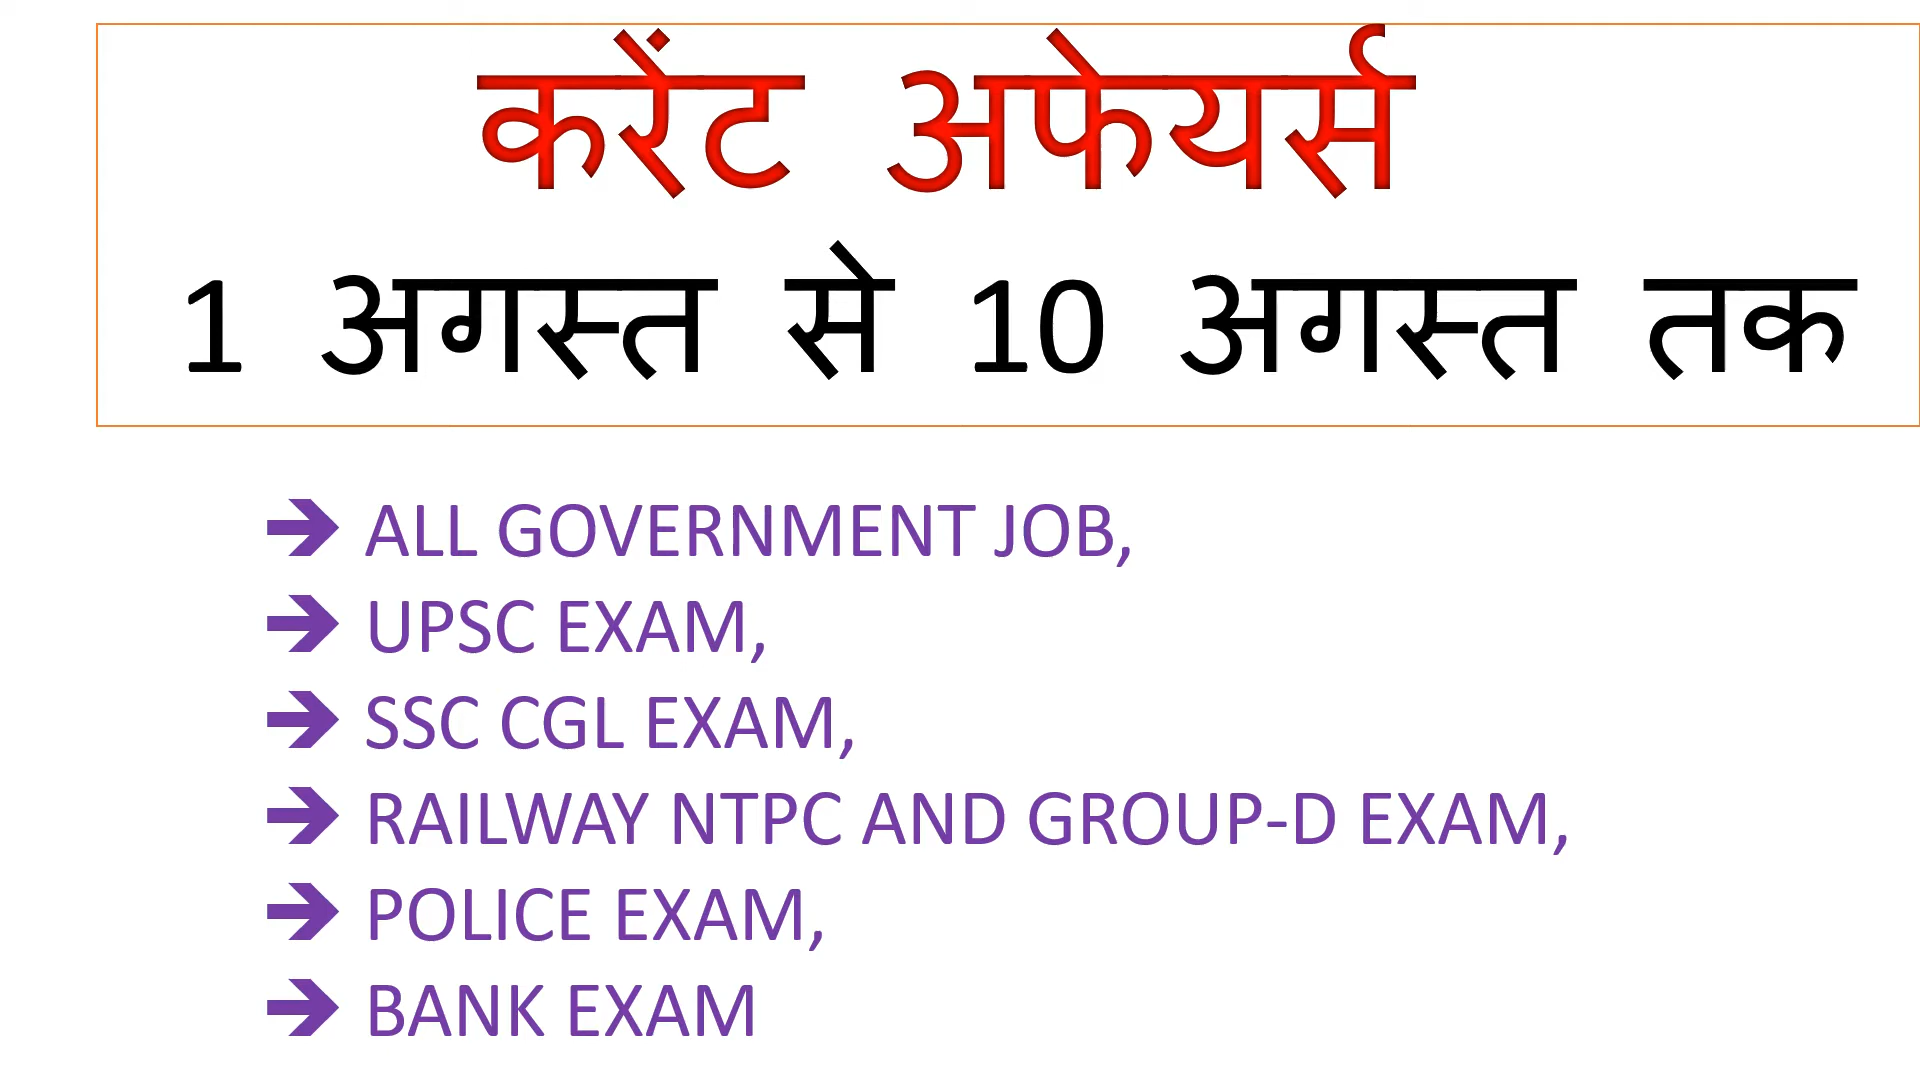 करेंट अफेयर्स
1 अगस्त से 10 अगस्त तक
➔ ALL GOVERNMENT JOB,
➔ UPSC EXAM,
➔ SSC CGL EXAM,
➔ RAILWAY NTPC AND GROUP-D EXAM,
➔ POLICE EXAM,
➔ BANK EXAM